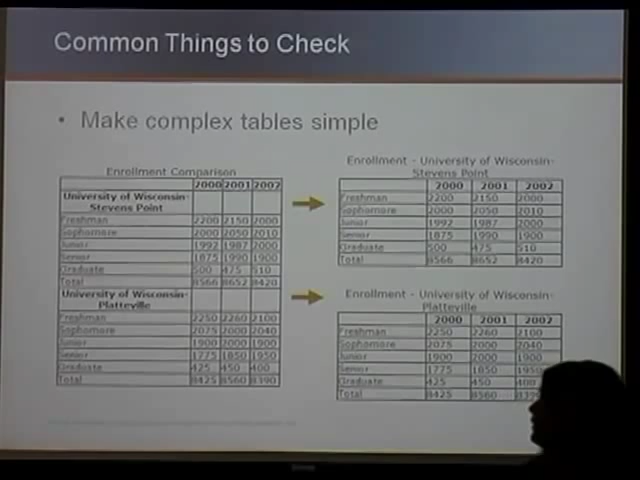 Common Things to Check
• Make complex tables simple
Enrollment Comparison
2000 2001 2002
University of Wisconsin-
Stevens Point
Freshman 2200 2150 2000
Sophomore 2000 2050 2010
Junior 1992 1987 2000
Senior 1875 1990 1900
Graduate 500 475 510
Total 8566 8652 8420
University of Wisconsin-
Platteville
Freshman 2250 2260 2100
Sophomore 2075 2000 2040
Junior 1900 2000 1900
Senior 1775 1850 1950
Graduate 425 450 400
Total 8425 8560 8390
Enrollment - University of Wisconsin-
Stevens Point
2000 2001 2002
Freshman 2200 2150 2000
Sophomore 2000 2050 2010
Junior 1992 1987 2000
Senior 1875 1990 1900
Graduate 500 475 510
Total 8566 8652 8420
Enrollment - University of Wisconsin-
Platteville
2000 2001 2002
Freshman 2250 2260 2100
Sophomore 2075 2000 2040
Junior 1900 2000 1900
Senior 1775 1850 1950
Graduate 425 450 400
Total 8425 8560 8390